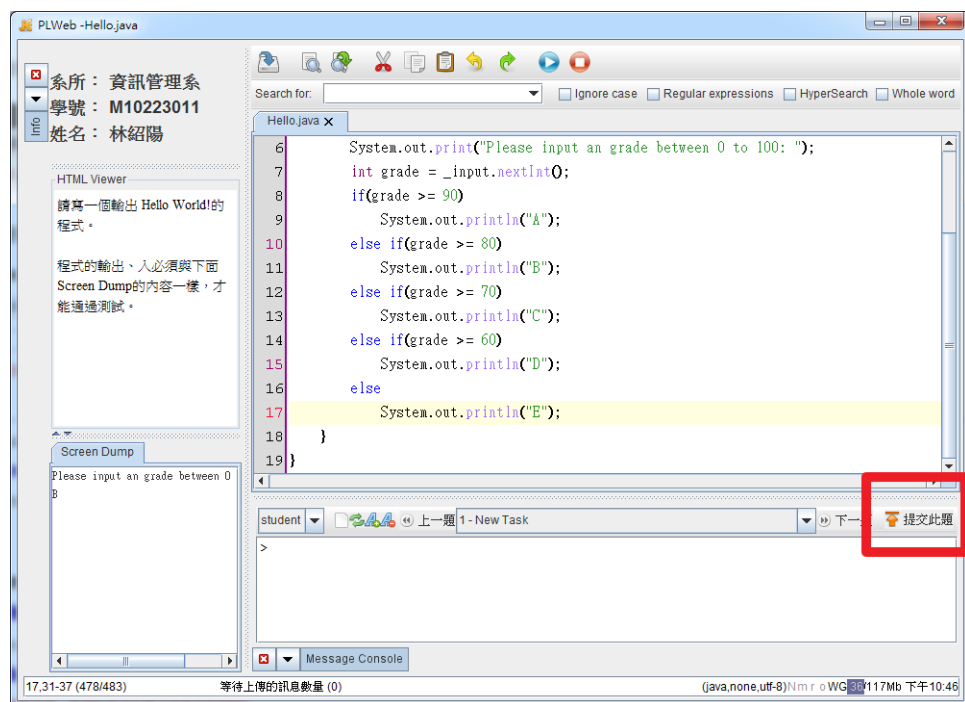 PLWeb -Hello.java
系所： 資訊管理系
學號： M10223011
姓名： 林紹陽
Info
Search for:
Ignore case
Regular expressions
HyperSearch
Whole word
Hello.java
HTML Viewer
請寫一個輸出 Hello World!的
程式。
程式的輸出、入必須與下面
Screen Dump的內容一樣，才
能通過測試。
6 System.out.print("Please input an grade between 0 to 100: ");
7 int grade = _input.nextInt();
8 if(grade >= 90)
9 System.out.println("A");
10 else if(grade >= 80)
11 System.out.println("B");
12 else if(grade >= 70)
13 System.out.println("C");
14 else if(grade >= 60)
15 System.out.println("D");
16 else
17 System.out.println("E");
18 }
19 }
Screen Dump
Please input an grade between 0
B
student
上一題
1 - New Task
下一
提交此題
>
Message Console
17,31-37 (478/483)
等待上傳的訊息數量 (0)
(java,none,utf-8)N m r o WG 36/117Mb 下午10:46